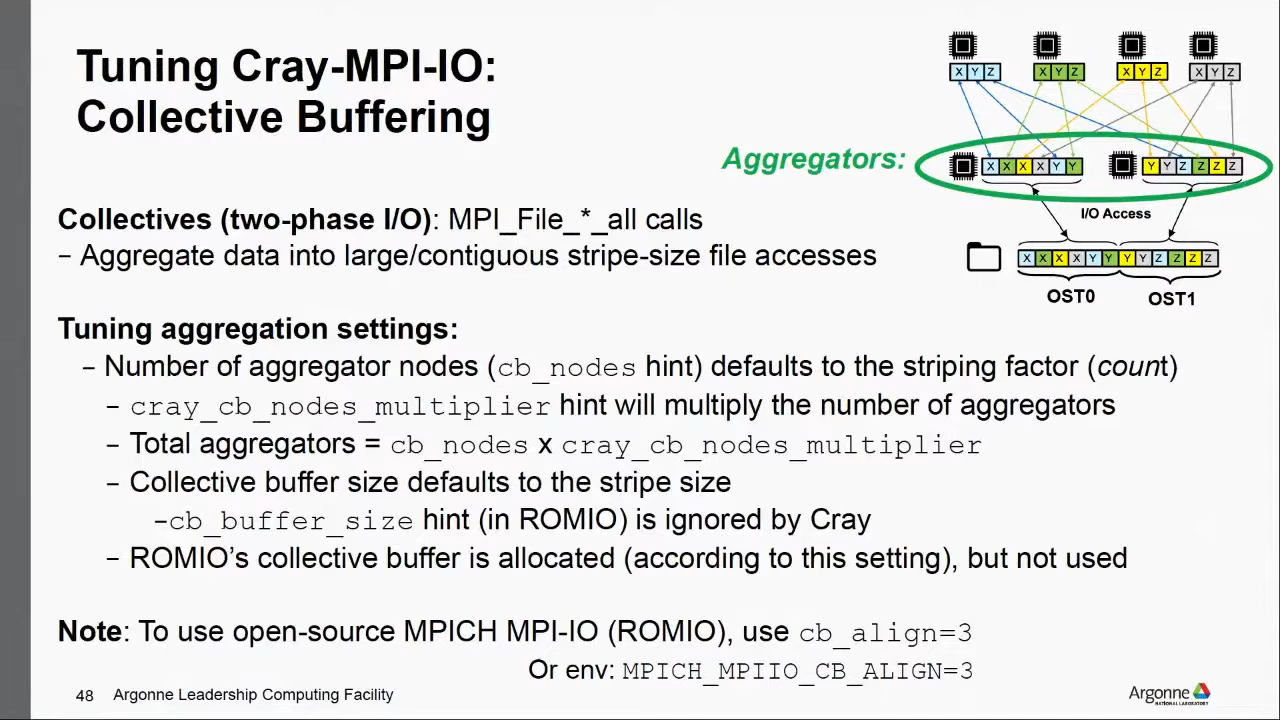 Tuning Cray-MPI-IO:
Collective Buffering
X Y Z X Y Z X Y Z X Y Z
Aggregators:
X X X X Y Y Y Y Z Z Z Z
I/O Access
X X X X Y Y Y Y Z Z Z Z
OST0 OST1
Collectives (two-phase I/O): MPI_File_*_all calls
– Aggregate data into large/contiguous stripe-size file accesses
Tuning aggregation settings:
– Number of aggregator nodes (cb_nodes hint) defaults to the striping factor (count)
– cray_cb_nodes_multiplier hint will multiply the number of aggregators
– Total aggregators = cb_nodes x cray_cb_nodes_multiplier
– Collective buffer size defaults to the stripe size
–cb_buffer_size hint (in ROMIO) is ignored by Cray
– ROMIO’s collective buffer is allocated (according to this setting), but not used
Note: To use open-source MPICH MPI-IO (ROMIO), use cb_align=3
Or env: MPICH_MPIIO_CB_ALIGN=3
48 Argonne Leadership Computing Facility
Argonne
NATIONAL LABORATORY